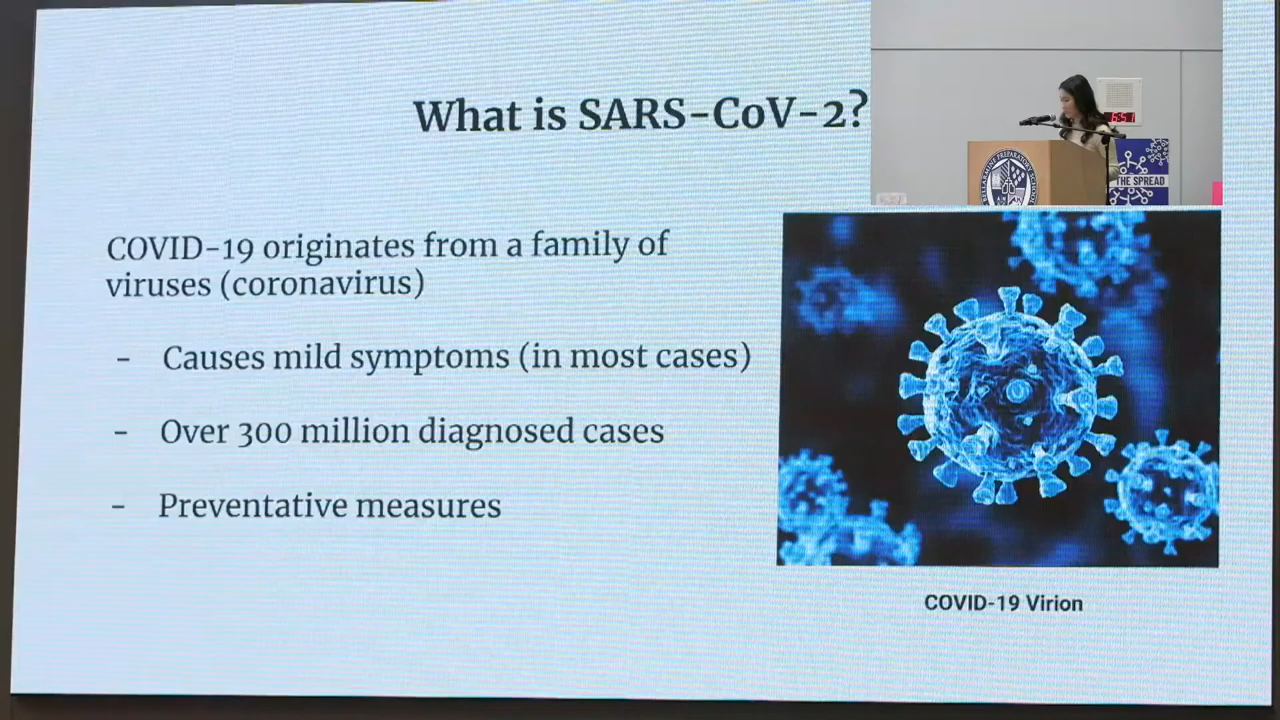 What is SARS-CoV-2?
COVID-19 originates from a family of
viruses (coronavirus)
- Causes mild symptoms (in most cases)
- Over 300 million diagnosed cases
- Preventative measures
COVID-19 Virion
THE SPREAD